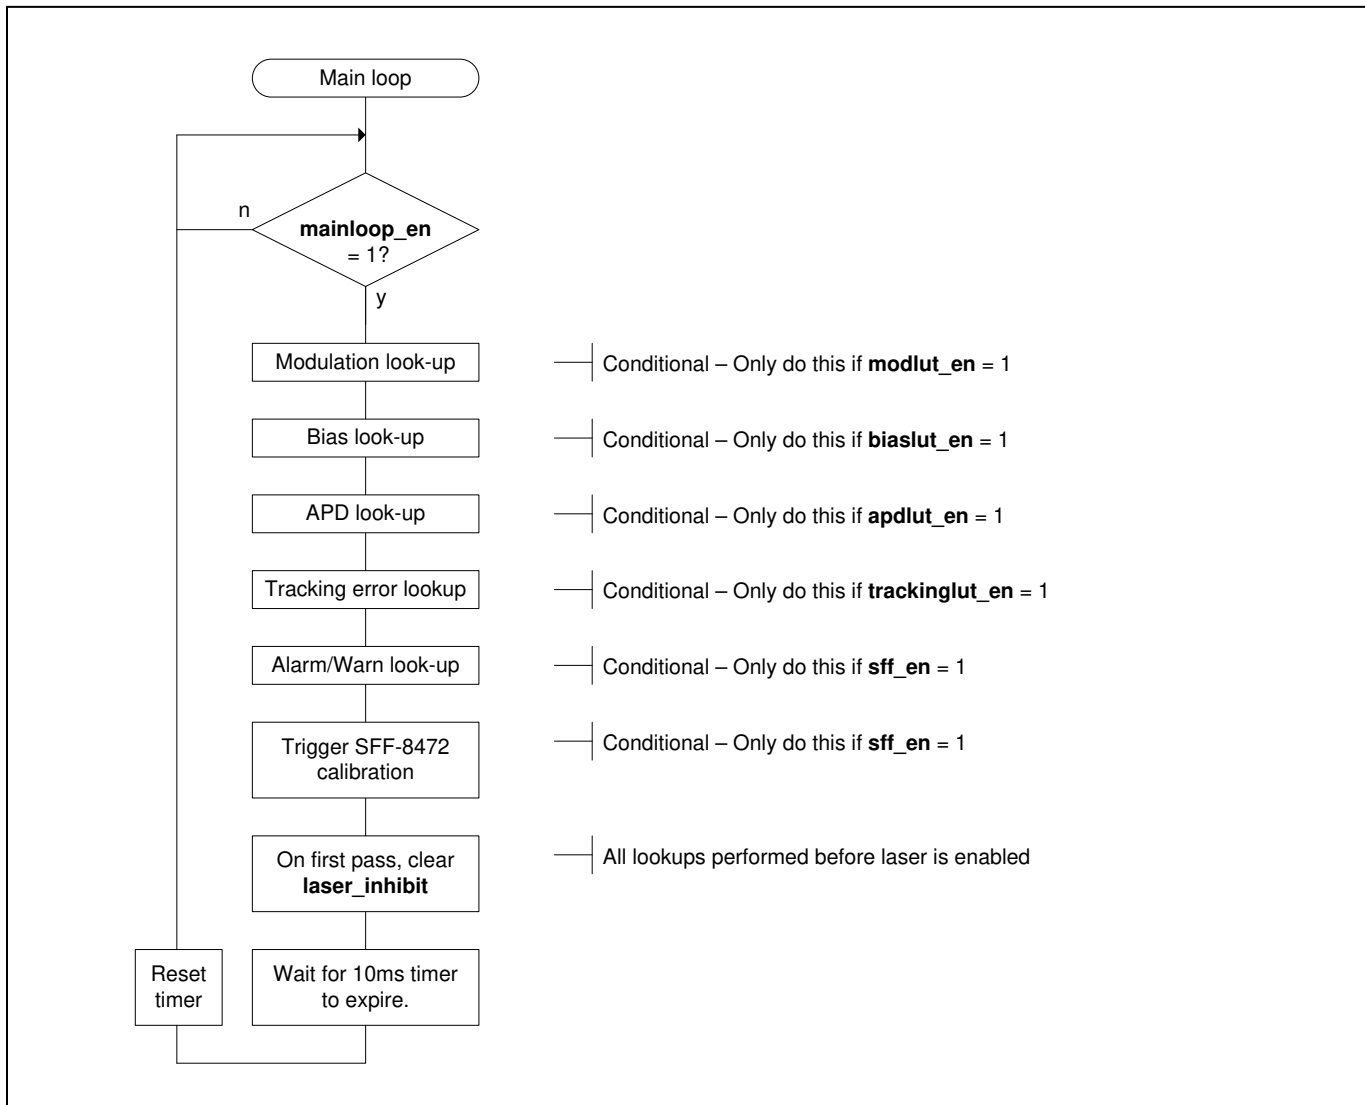 Main loop
n
mainloop_en
= 1?
y
Modulation look-up
Conditional – Only do this if modlut_en = 1
Bias look-up
Conditional – Only do this if biaslut_en = 1
APD look-up
Conditional – Only do this if apdlut_en = 1
Tracking error lookup
Conditional – Only do this if trackinglut_en = 1
Alarm/Warn look-up
Conditional – Only do this if sff_en = 1
Trigger SFF-8472
calibration
Conditional – Only do this if sff_en = 1
On first pass, clear
laser_inhibit
All lookups performed before laser is enabled
Reset
timer
Wait for 10ms timer
to expire.